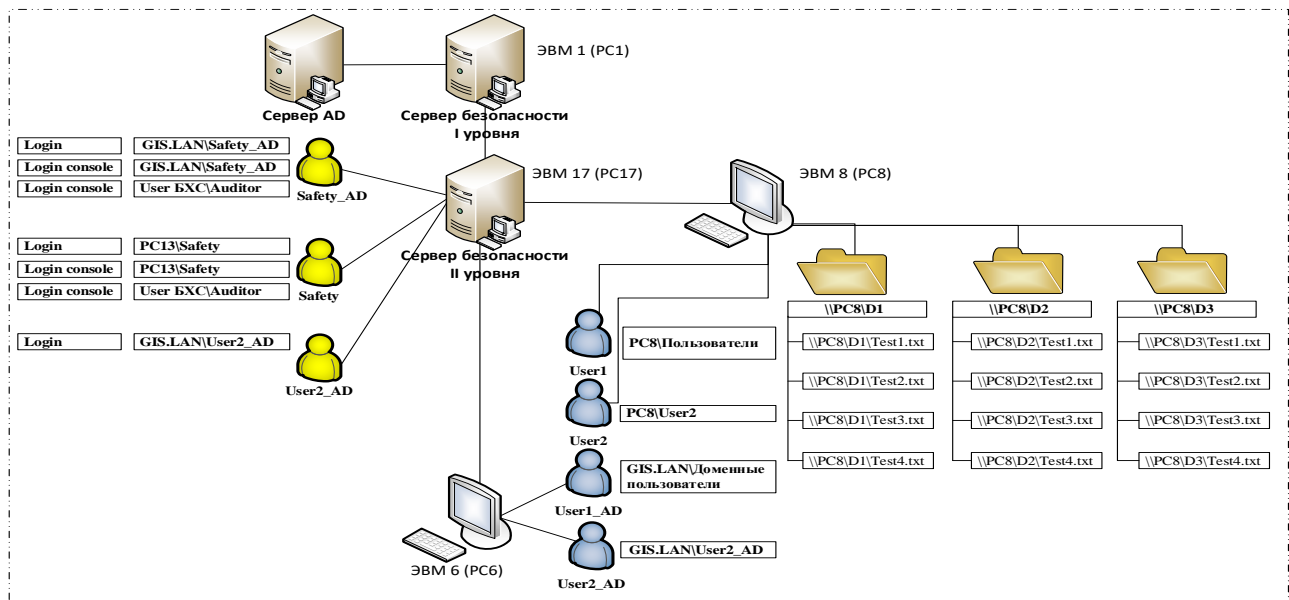 ЭВМ 1 (PC1)
Сервер AD
Сервер безопасности
I уровня
Login
GIS.LAN\Safety_AD
Login console
GIS.LAN\Safety_AD
Login console
User БХС\Auditor
Safety_AD
ЭВМ 17 (PC17)
ЭВМ 8 (PC8)
Login
PC13\Safety
Login console
PC13\Safety
Login console
User БХС\Auditor
Safety
Сервер безопасности
II уровня
Login
GIS.LAN\User2_AD
User2_AD
User1
PC8\Пользователи
User2
PC8\User2
User1_AD
GIS.LAN\Доменные
пользователи
User2_AD
GIS.LAN\User2_AD
ЭВМ 6 (PC6)
\\PC8\D1
\\PC8\D1\Test1.txt
\\PC8\D1\Test2.txt
\\PC8\D1\Test3.txt
\\PC8\D1\Test4.txt
\\PC8\D2
\\PC8\D2\Test1.txt
\\PC8\D2\Test2.txt
\\PC8\D2\Test3.txt
\\PC8\D2\Test4.txt
\\PC8\D3
\\PC8\D3\Test1.txt
\\PC8\D3\Test2.txt
\\PC8\D3\Test3.txt
\\PC8\D3\Test4.txt